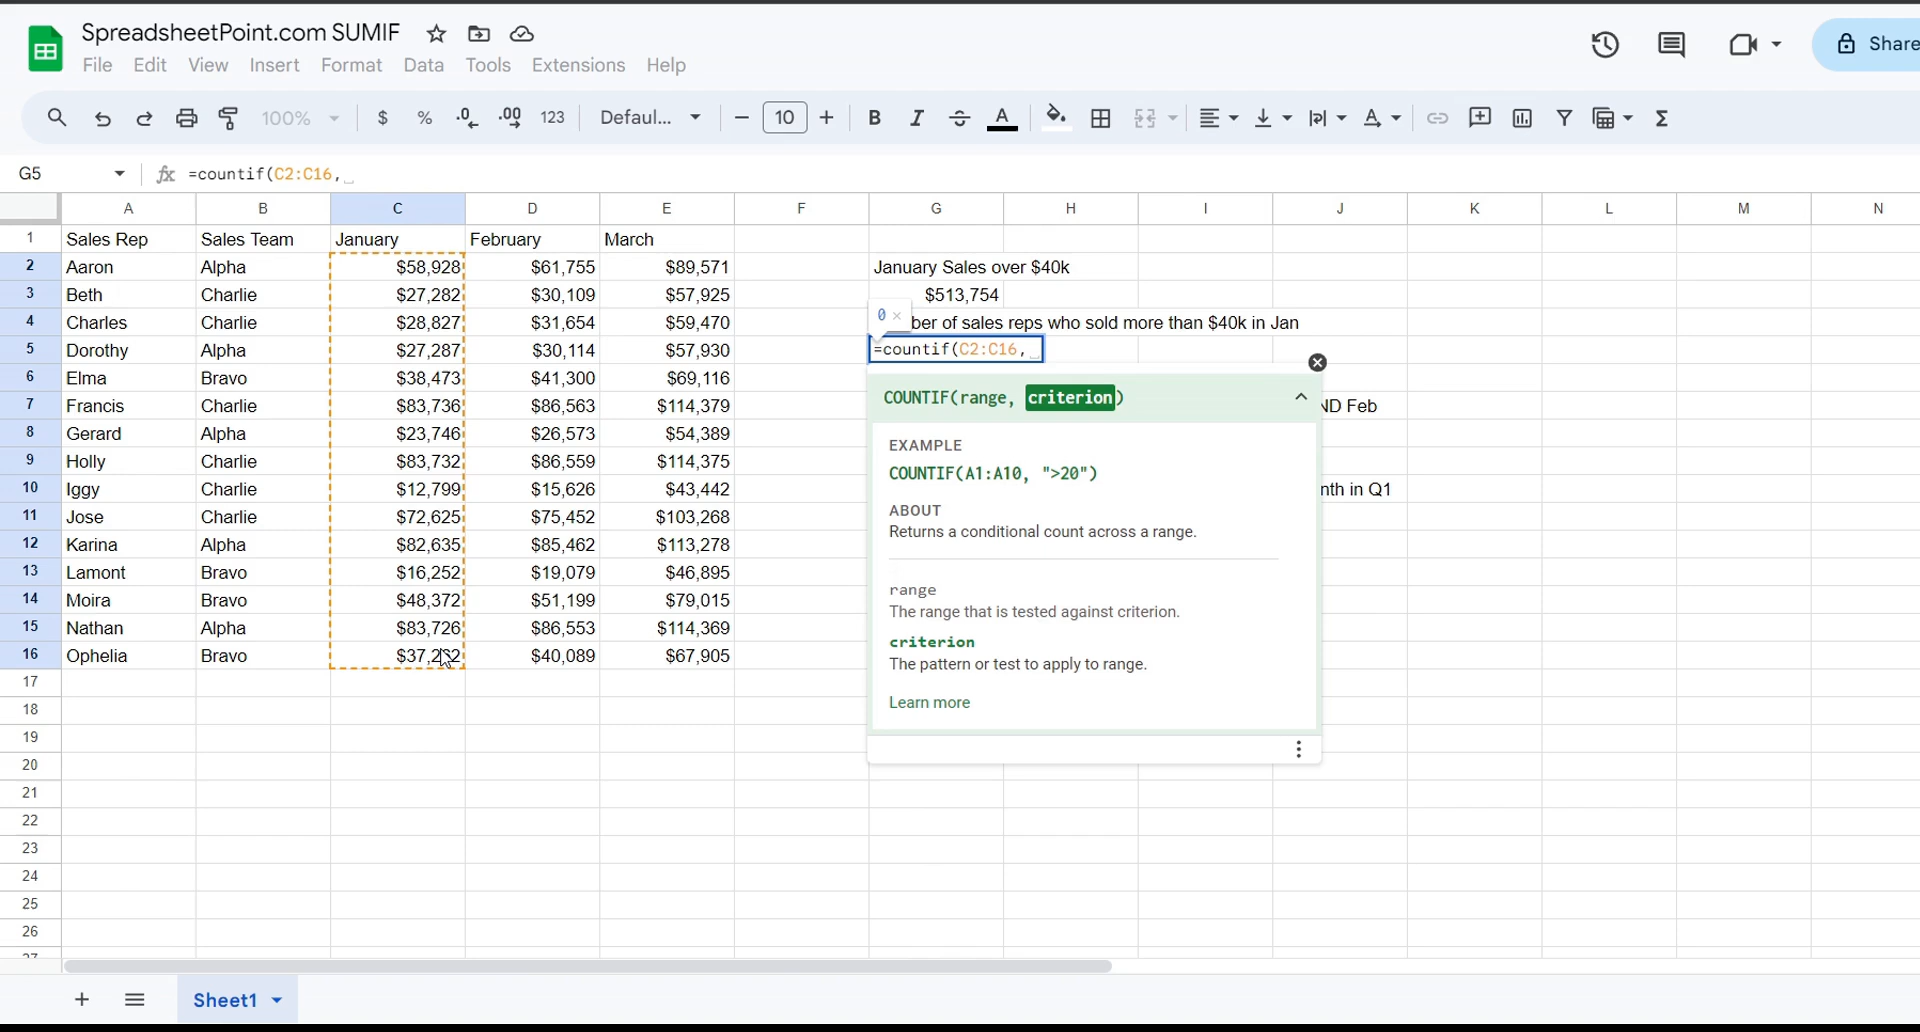 SpreadsheetPoint.com SUMIF
File Edit View Insert Format Data Tools Extensions Help
Share
100% $ % .0 .00 123 Defaul... − 10 + B I S A Σ
G5 fx =countif(C2:C16,
A B C D E F G H I J K L M N
1 Sales Rep Sales Team January February March
2 Aaron Alpha $58,928 $61,755 $89,571 January Sales over $40k
3 Beth Charlie $27,282 $30,109 $57,925 $513,754
0 ×
4 Charles Charlie $28,827 $31,654 $59,470 ber of sales reps who sold more than $40k in Jan
5 Dorothy Alpha $27,287 $30,114 $57,930 =countif(C2:C16,
6 Elma Bravo $38,473 $41,300 $69,116
COUNTIF(range, criterion)
7 Francis Charlie $83,736 $86,563 $114,379 ND Feb
8 Gerard Alpha $23,746 $26,573 $54,389
EXAMPLE
9 Holly Charlie $83,732 $86,559 $114,375
COUNTIF(A1:A10, ">20")
10 Iggy Charlie $12,799 $15,626 $43,442 nth in Q1
ABOUT
11 Jose Charlie $72,625 $75,452 $103,268
Returns a conditional count across a range.
12 Karina Alpha $82,635 $85,462 $113,278
13 Lamont Bravo $16,252 $19,079 $46,895
range
14 Moira Bravo $48,372 $51,199 $79,015
The range that is tested against criterion.
15 Nathan Alpha $83,726 $86,553 $114,369
criterion
16 Ophelia Bravo $40,089 $67,905
The pattern or test to apply to range.
17
Learn more
18
19
20
21
22
23
24
25
26
27
+ Sheet1